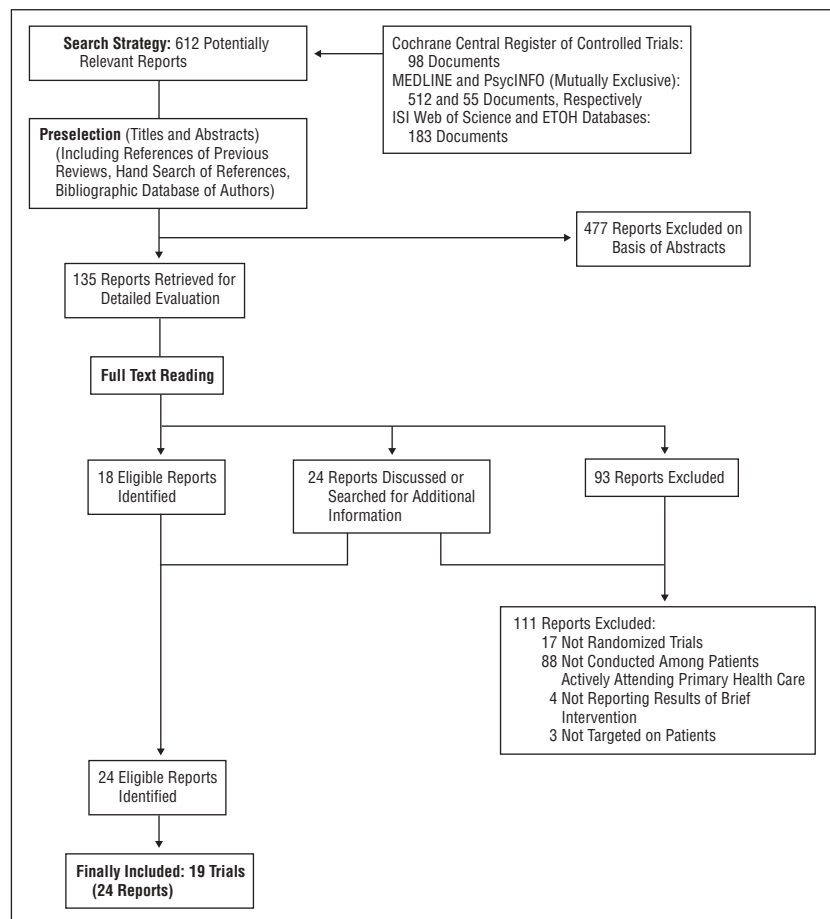 Search Strategy: 612 Potentially
Relevant Reports
Cochrane Central Register of Controlled Trials:
98 Documents
MEDLINE and PsycINFO (Mutually Exclusive):
512 and 55 Documents, Respectively
ISI Web of Science and ETOH Databases:
183 Documents
Preselection (Titles and Abstracts)
(Including References of Previous
Reviews, Hand Search of References,
Bibliographic Database of Authors)
477 Reports Excluded on
Basis of Abstracts
135 Reports Retrieved for
Detailed Evaluation
Full Text Reading
18 Eligible Reports
Identified
24 Reports Discussed or
Searched for Additional
Information
93 Reports Excluded
111 Reports Excluded:
17 Not Randomized Trials
88 Not Conducted Among Patients
Actively Attending Primary Health Care
4 Not Reporting Results of Brief
Intervention
3 Not Targeted on Patients
24 Eligible Reports
Identified
Finally Included: 19 Trials
(24 Reports)